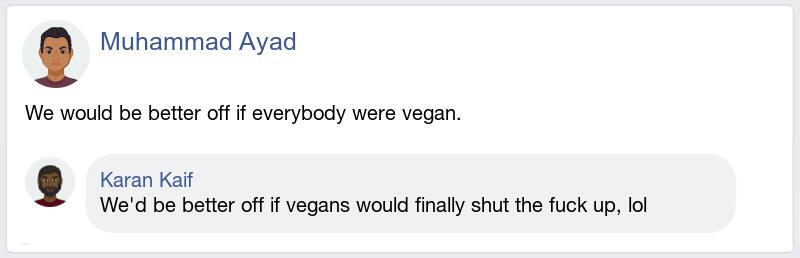 Muhammad Ayad
We would be better off if everybody were vegan.
Karan Kaif
We'd be better off if vegans would finally shut the fuck up, lol